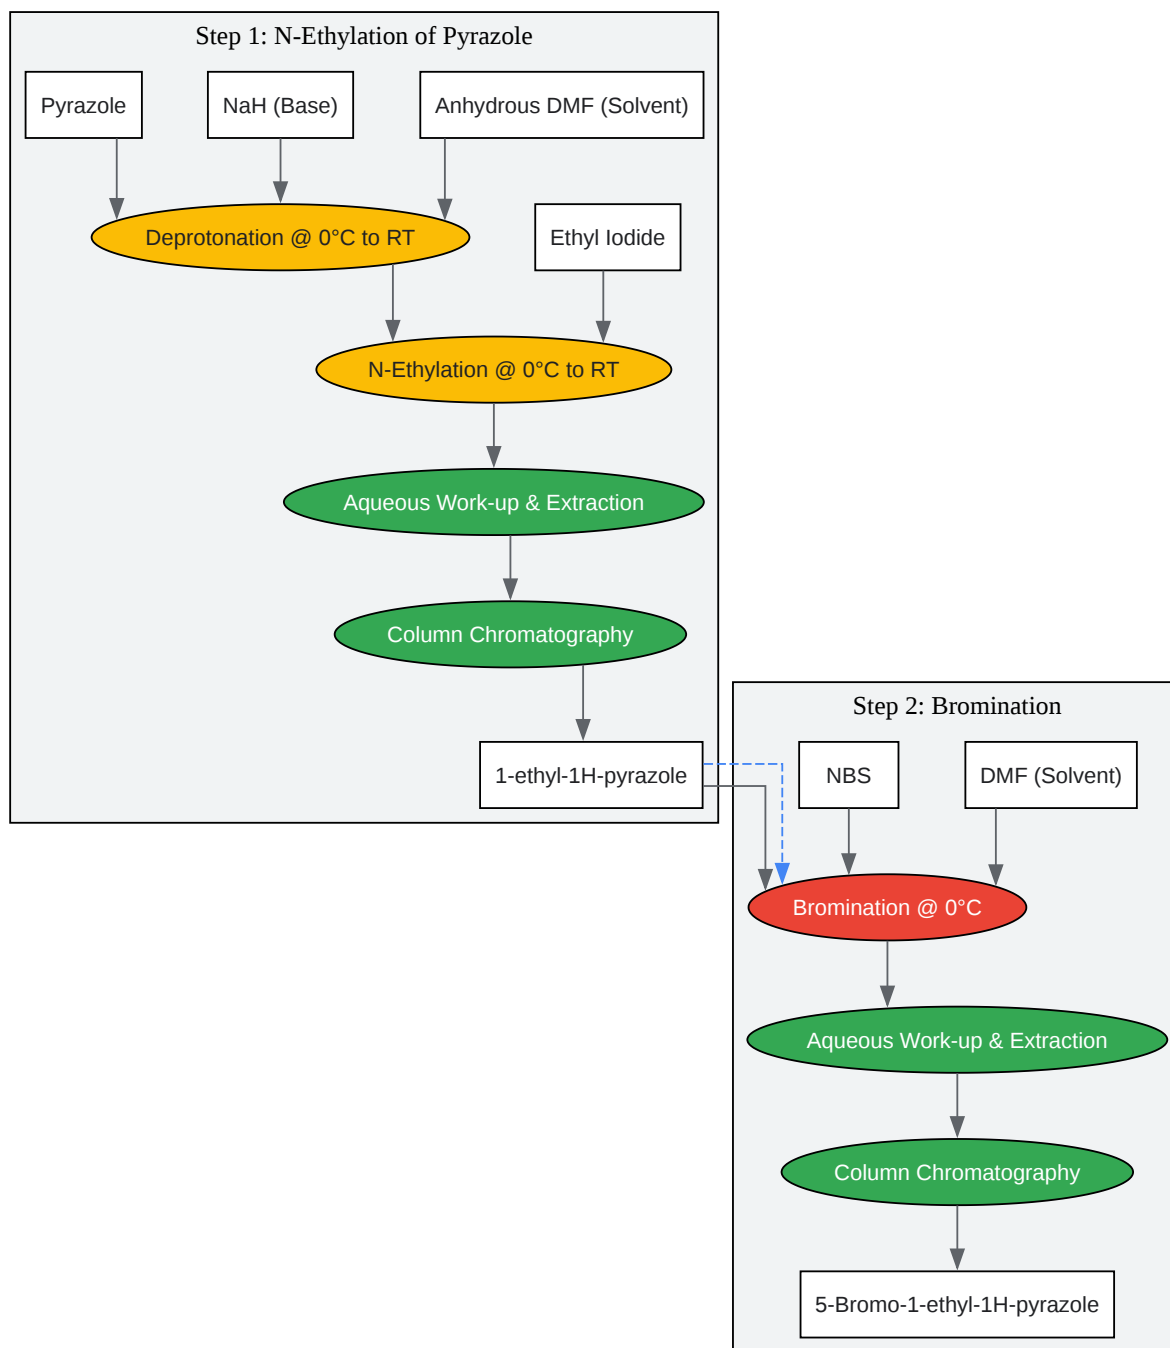 Step 1: N-Ethylation of Pyrazole
Pyrazole
NaH (Base)
Anhydrous DMF (Solvent)
Deprotonation @ 0°C to RT
Ethyl Iodide
N-Ethylation @ 0°C to RT
Aqueous Work-up & Extraction
Column Chromatography
1-ethyl-1H-pyrazole
Step 2: Bromination
NBS
DMF (Solvent)
Bromination @ 0°C
Aqueous Work-up & Extraction
Column Chromatography
5-Bromo-1-ethyl-1H-pyrazole